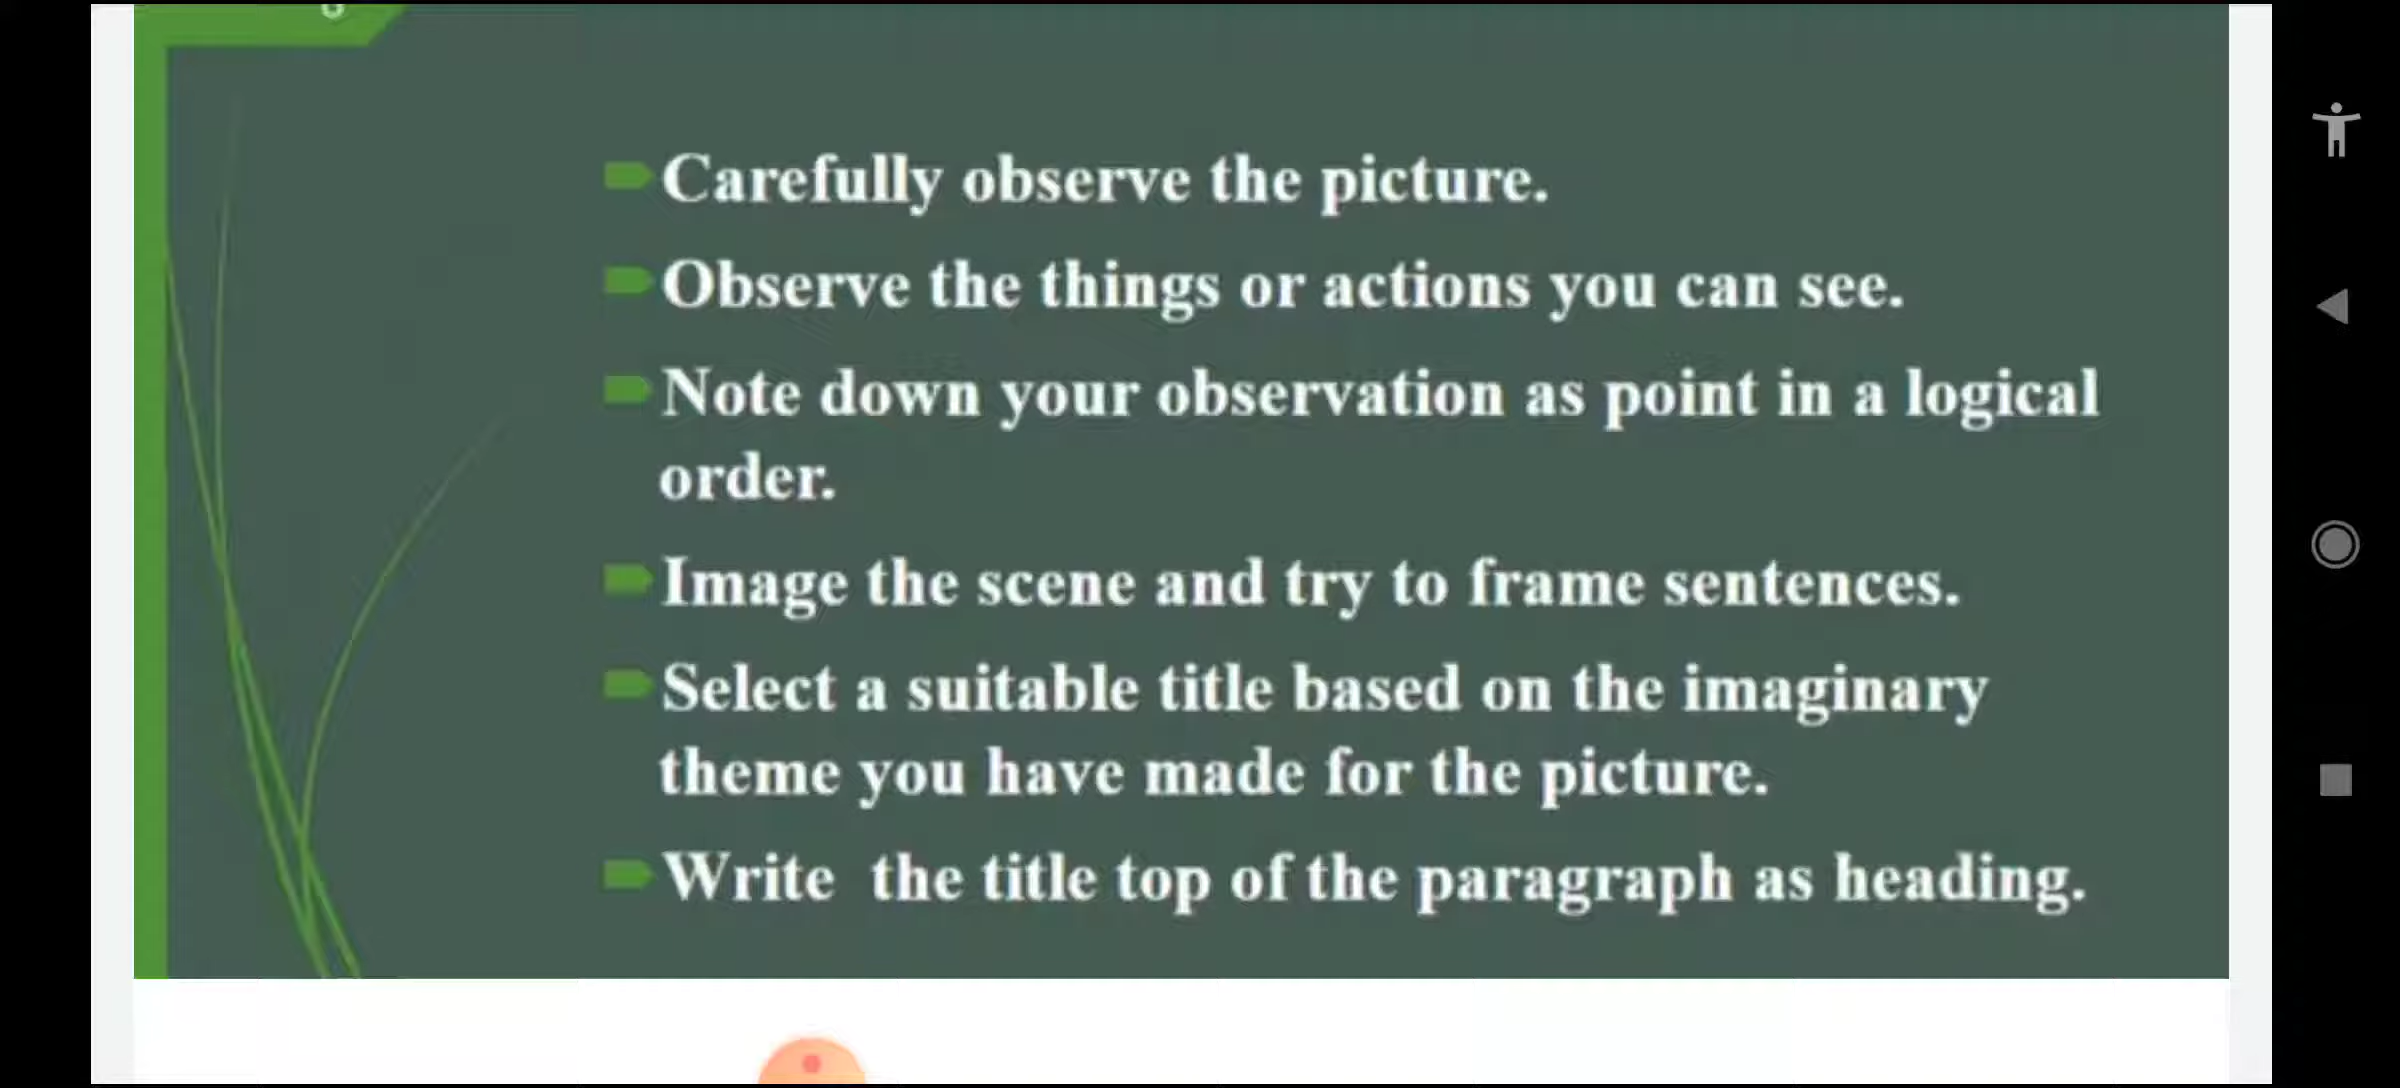 Carefully observe the picture.
Observe the things or actions you can see.
Note down your observation as point in a logical
order.
Image the scene and try to frame sentences.
Select a suitable title based on the imaginary
theme you have made for the picture.
Write the title top of the paragraph as heading.